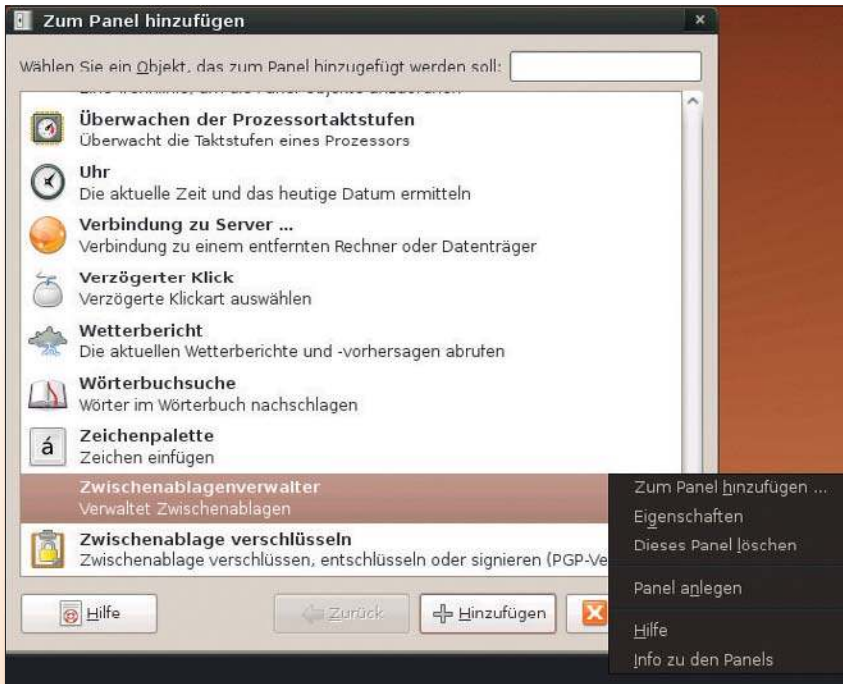 Zum Panel hinzufügen
Wählen Sie ein Objekt, das zum Panel hinzugefügt werden soll:
Überwachen der Prozessortaktstufen
Überwacht die Taktstufen eines Prozessors
Uhr
Die aktuelle Zeit und das heutige Datum ermitteln
Verbindung zu Server ...
Verbindung zu einem entfernten Rechner oder Datenträger
Verzögerter Klick
Verzögerte Klickart auswählen
Wetterbericht
Die aktuellen Wetterberichte und -vorhersagen abrufen
Wörterbuchsuche
Wörter im Wörterbuch nachschlagen
á
Zeichenpalette
Zeichen einfügen
Zwischenablagenverwalter
Verwaltet Zwischenablagen
Zwischenablage verschlüsseln
Zwischenablage verschlüssen, entschlüsseln oder signieren (PGP-Ve
Hilfe
Zurück
Hinzufügen
Zum Panel hinzufügen ...
Eigenschaften
Dieses Panel löschen
Panel anlegen
Hilfe
Info zu den Panels